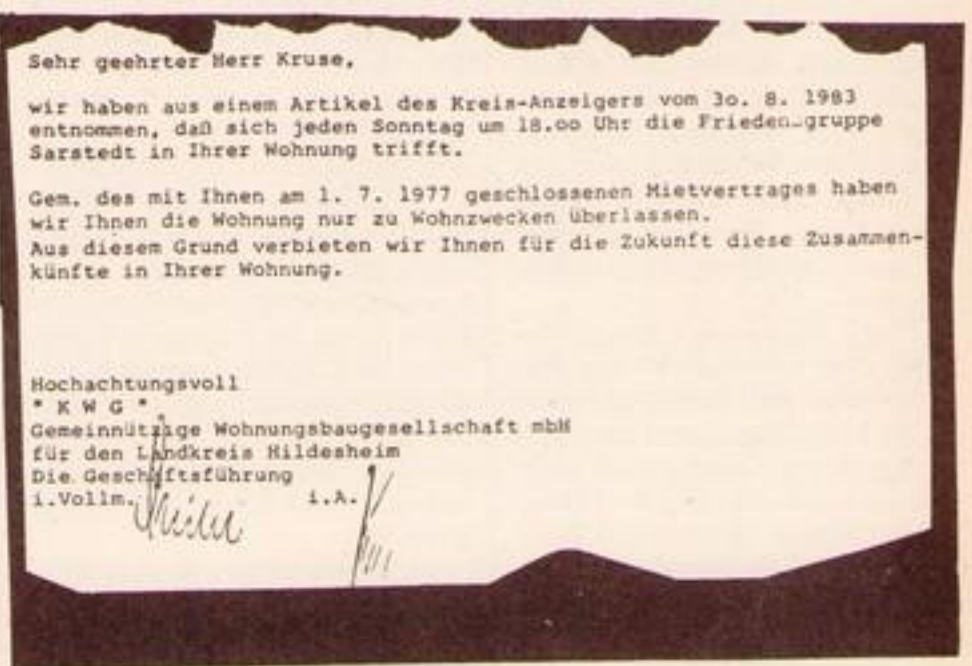 Sehr geehrter Herr Kruse,
wir haben aus einem Artikel des Kreis-Anzeigers vom 3o. 8. 1983
entnommen, daß sich jeden Sonntag um 18.oo Uhr die Friedensgruppe
Sarstedt in Ihrer Wohnung trifft.
Gem. des mit Ihnen am 1. 7. 1977 geschlossenen Mietvertrages haben
wir Ihnen die Wohnung nur zu Wohnzwecken überlassen.
Aus diesem Grund verbieten wir Ihnen für die Zukunft diese Zusammen-
künfte in Ihrer Wohnung.
Hochachtungsvoll
" K W G "
Gemeinnützige Wohnungsbaugesellschaft mbH
für den Landkreis Hildesheim
Die Geschäftsführung
i.Vollm. i.A.